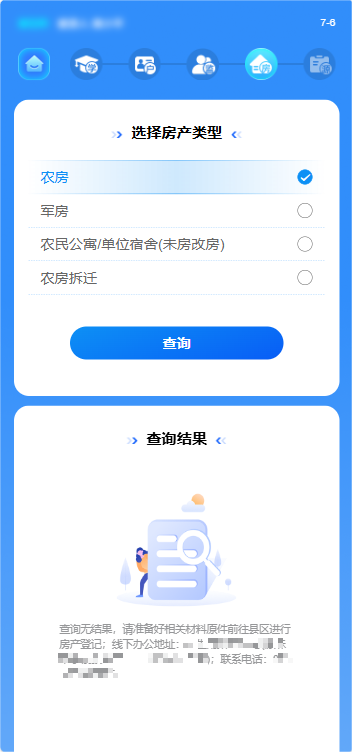 7-6
学
户
房
选择房产类型
农房
军房
农民公寓/单位宿舍(未房改房)
农房拆迁
查询
查询结果
查询无结果，请准备好相关材料原件前往县区进行
房产登记；线下办公地址：
联系电话：